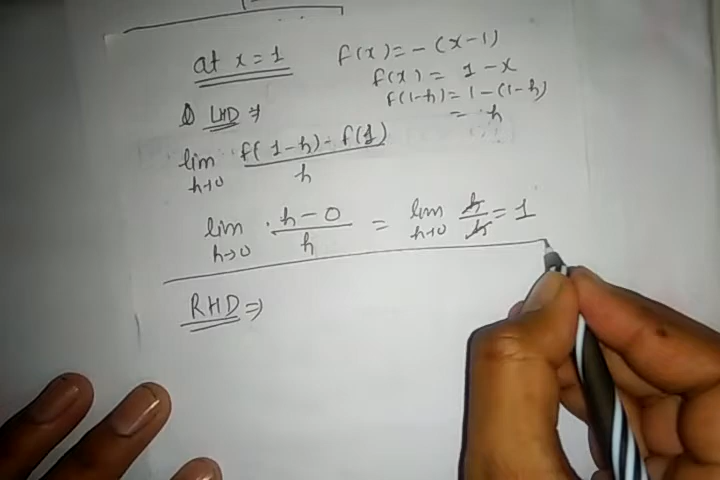 at x = 1
f(x) = - (x-1)
f(x) = 1 - x
f(1-h) = 1 - (1-h)
= h
LHD ⇒
lim h→0 f(1-h) - f(1) / h
lim h→0 h - 0 / h = lim h→0 h/h = 1
RHD ⇒